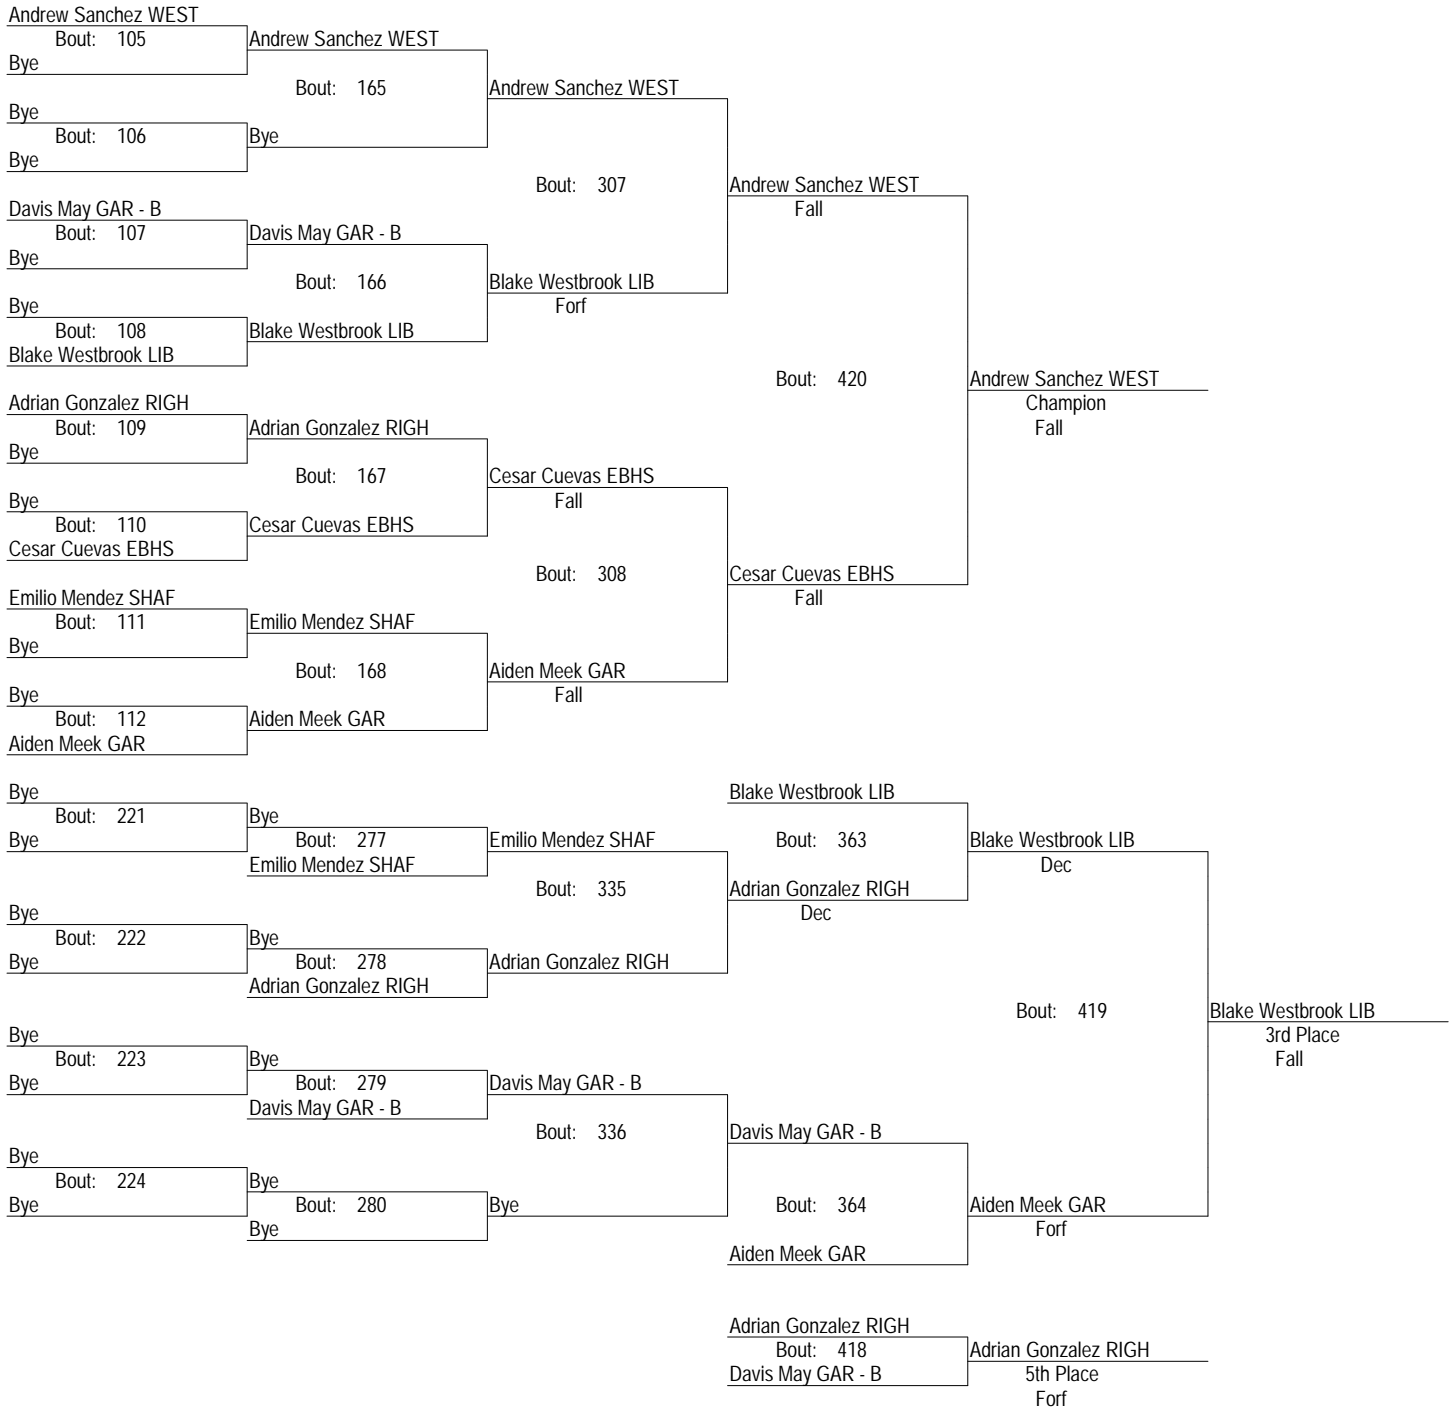 Andrew Sanchez WEST
Bout: 105 Andrew Sanchez WEST
Bye
Bout: 165 Andrew Sanchez WEST
Bye
Bout: 106 Bye
Bye
Bout: 307 Andrew Sanchez WEST
Davis May GAR - B Fall
Bout: 107 Davis May GAR - B
Bye
Bout: 166 Blake Westbrook LIB
Bye Forf
Bout: 108 Blake Westbrook LIB
Blake Westbrook LIB
Bout: 420 Andrew Sanchez WEST
Adrian Gonzalez RIGH Champion
Bout: 109 Adrian Gonzalez RIGH Fall
Bye
Bout: 167 Cesar Cuevas EBHS
Bye Fall
Bout: 110 Cesar Cuevas EBHS
Cesar Cuevas EBHS
Bout: 308 Cesar Cuevas EBHS
Emilio Mendez SHAF Fall
Bout: 111 Emilio Mendez SHAF
Bye
Bout: 168 Aiden Meek GAR
Bye Fall
Bout: 112 Aiden Meek GAR
Aiden Meek GAR
Bye Blake Westbrook LIB
Bout: 221 Bye
Bye Bout: 277 Emilio Mendez SHAF Bout: 363 Blake Westbrook LIB
Emilio Mendez SHAF Dec
Bout: 335 Adrian Gonzalez RIGH
Bye Dec
Bout: 222 Bye
Bye Bout: 278 Adrian Gonzalez RIGH
Adrian Gonzalez RIGH
Bout: 419 Blake Westbrook LIB
Bye 3rd Place
Bout: 223 Bye Fall
Bye Bout: 279 Davis May GAR - B
Davis May GAR - B
Bout: 336 Davis May GAR - B
Bye
Bout: 224 Bye
Bye Bout: 280 Bye Bout: 364 Aiden Meek GAR
Bye Forf
Aiden Meek GAR
Adrian Gonzalez RIGH
Bout: 418 Adrian Gonzalez RIGH
Davis May GAR - B 5th Place
Forf